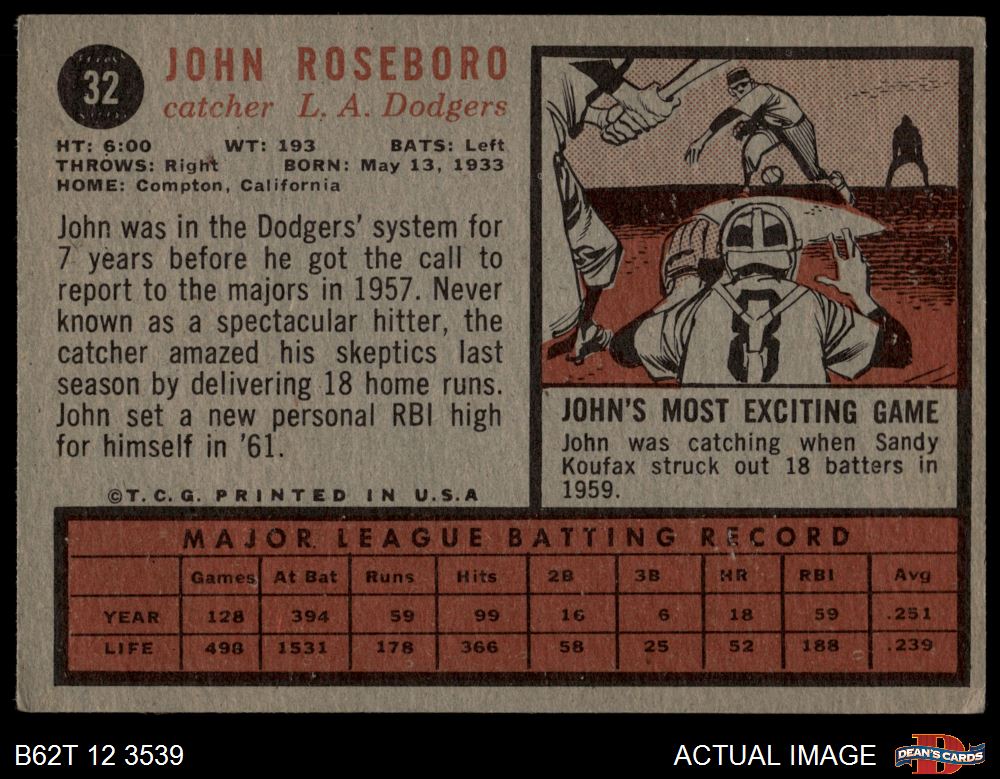 32
JOHN ROSEBORO
catcher L. A. Dodgers
HT: 6:00 WT: 193 BATS: Left
THROWS: Right BORN: May 13, 1933
HOME: Compton, California
John was in the Dodgers' system for
7 years before he got the call to
report to the majors in 1957. Never
known as a spectacular hitter, the
catcher amazed his skeptics last
season by delivering 18 home runs.
John set a new personal RBI high
for himself in '61.
©T. C. G. PRINTED IN U.S.A
8
JOHN'S MOST EXCITING GAME
John was catching when Sandy
Koufax struck out 18 batters in
1959.
MAJOR LEAGUE BATTING RECORD
Games At Bat Runs Hits 2B 3B HR RBI Avg
YEAR 128 394 59 99 16 6 18 59 .251
LIFE 498 1531 178 366 58 25 52 188 .239
B62T 12 3539
ACTUAL IMAGE
DEAN'S CARDS